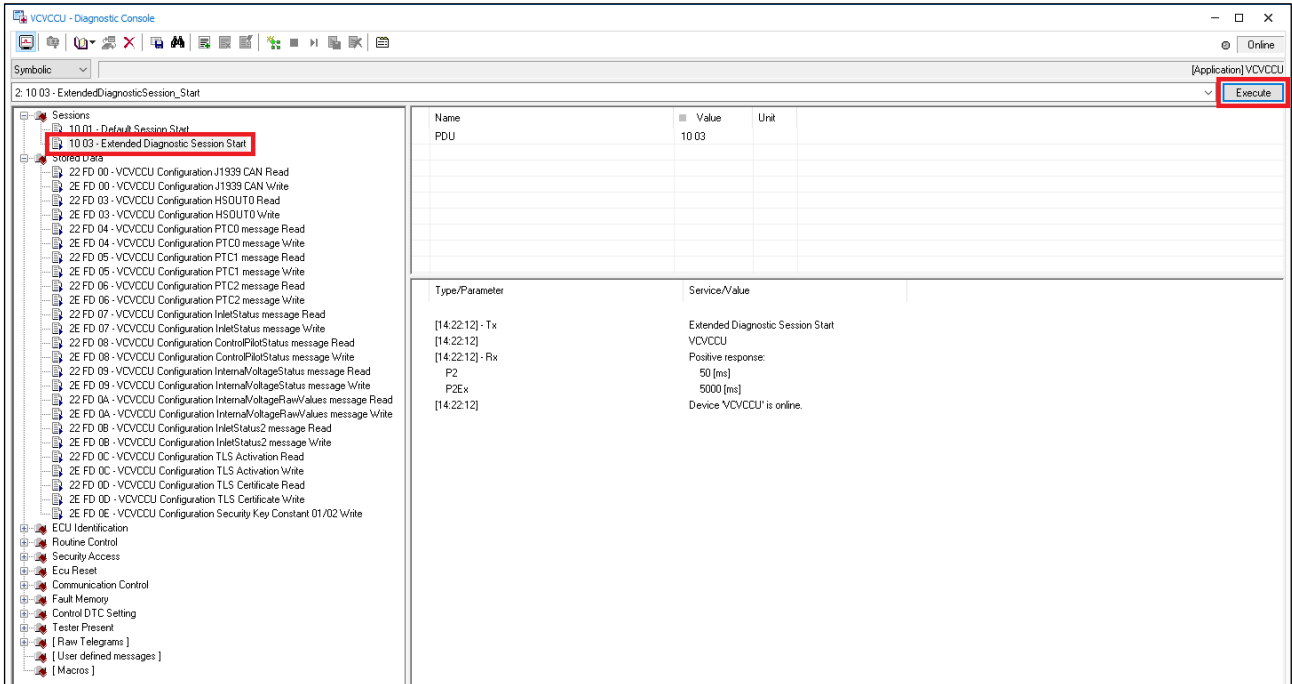 VCVCCU - Diagnostic Console
Online
Symbolic
[Application] VCVCCU
2: 10 03 - ExtendedDiagnosticSession_Start
Execute
Sessions
10 01 - Default Session Start
10 03 - Extended Diagnostic Session Start
Stored Data
22 FD 00 - VCVCCU Configuration J1939 CAN Read
2E FD 00 - VCVCCU Configuration J1939 CAN Write
22 FD 03 - VCVCCU Configuration HSOUT0 Read
2E FD 03 - VCVCCU Configuration HSOUT0 Write
22 FD 04 - VCVCCU Configuration PTC0 message Read
2E FD 04 - VCVCCU Configuration PTC0 message Write
22 FD 05 - VCVCCU Configuration PTC1 message Read
2E FD 05 - VCVCCU Configuration PTC1 message Write
22 FD 06 - VCVCCU Configuration PTC2 message Read
2E FD 06 - VCVCCU Configuration PTC2 message Write
22 FD 07 - VCVCCU Configuration InletStatus message Read
2E FD 07 - VCVCCU Configuration InletStatus message Write
22 FD 08 - VCVCCU Configuration ControlPilotStatus message Read
2E FD 08 - VCVCCU Configuration ControlPilotStatus message Write
22 FD 09 - VCVCCU Configuration InternalVoltageStatus message Read
2E FD 09 - VCVCCU Configuration InternalVoltageStatus message Write
22 FD 0A - VCVCCU Configuration InternalVoltageRawValues message Read
2E FD 0A - VCVCCU Configuration InternalVoltageRawValues message Write
22 FD 0B - VCVCCU Configuration InletStatus2 message Read
2E FD 0B - VCVCCU Configuration InletStatus2 message Write
22 FD 0C - VCVCCU Configuration TLS Activation Read
2E FD 0C - VCVCCU Configuration TLS Activation Write
22 FD 0D - VCVCCU Configuration TLS Certificate Read
2E FD 0D - VCVCCU Configuration TLS Certificate Write
2E FD 0E - VCVCCU Configuration Security Key Constant 01/02 Write
ECU Identification
Routine Control
Security Access
Ecu Reset
Communication Control
Fault Memory
Control DTC Setting
Tester Present
[ Raw Telegrams ]
[ User defined messages ]
[ Macros ]
Name Value Unit
PDU 10 03
Type/Parameter Service/Value
[14:22:12] - Tx Extended Diagnostic Session Start
[14:22:12] VCVCCU
[14:22:12] - Rx Positive response:
P2 50 [ms]
P2Ex 5000 [ms]
[14:22:12] Device 'VCVCCU' is online.